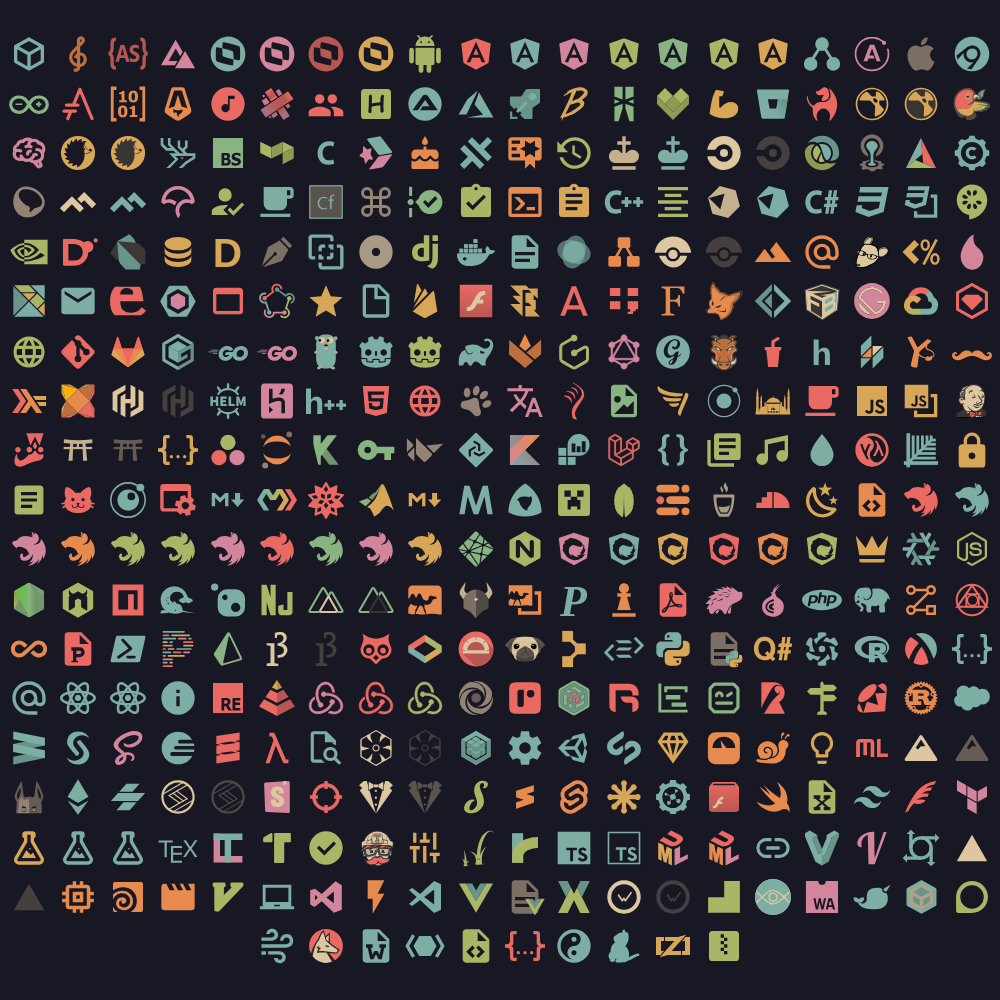 {AS} A A A A A A A A
10 H B
01
BS C
Cf C++ C#
D D <%
e f A F
GO GO G h
HELM h++ JS JS
{...} K { }
M M M
N C C C C C C JS
NJ P php
P P β β Q# R {...}
i RE r R
λ ML
S S
TEX T TS TS ML ML V
WA
W {...}